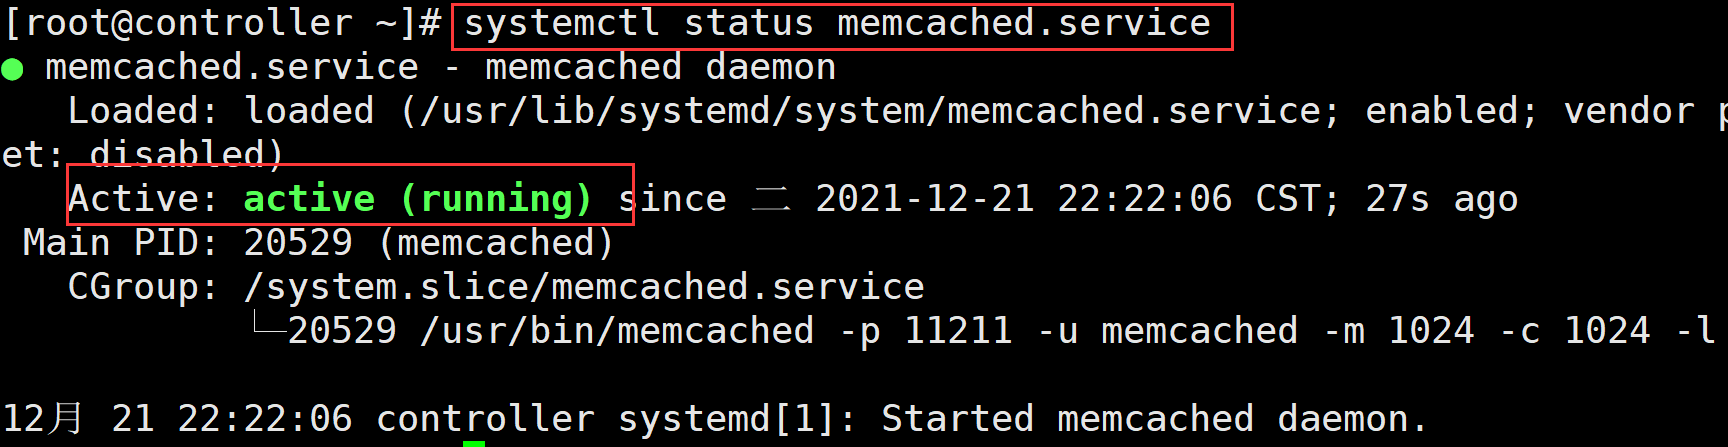 [root@controller ~]# systemctl status memcached.service
● memcached.service - memcached daemon
Loaded: loaded (/usr/lib/systemd/system/memcached.service; enabled; vendor p
et: disabled)
Active: active (running) since 二 2021-12-21 22:22:06 CST; 27s ago
Main PID: 20529 (memcached)
CGroup: /system.slice/memcached.service
└─20529 /usr/bin/memcached -p 11211 -u memcached -m 1024 -c 1024 -l
12月 21 22:22:06 controller systemd[1]: Started memcached daemon.